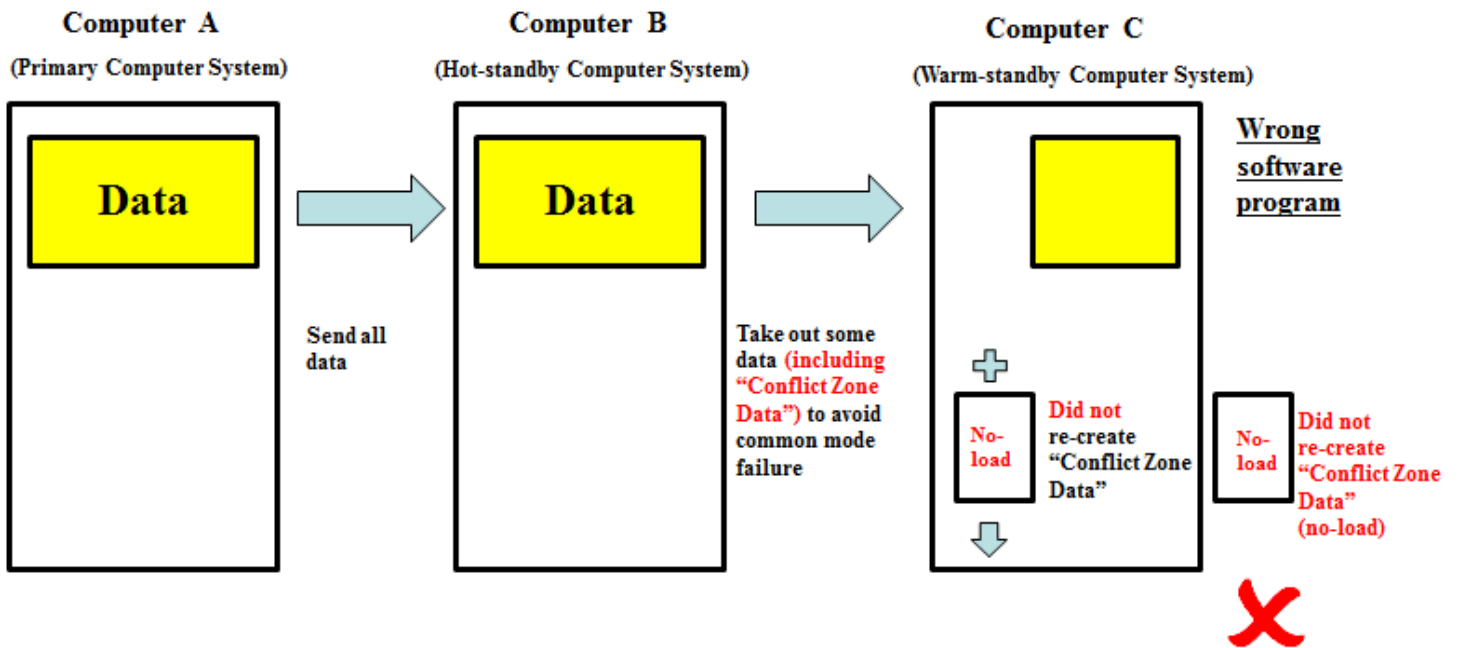 Computer A
(Primary Computer System)
Data
Send all
data
Computer B
(Hot-standby Computer System)
Data
Take out some
data (including
“Conflict Zone
Data”) to avoid
common mode
failure
Computer C
(Warm-standby Computer System)
Wrong
software
program
No-
load
Did not
re-create
“Conflict Zone
Data”
No-
load
Did not
re-create
“Conflict Zone
Data”
(no-load)